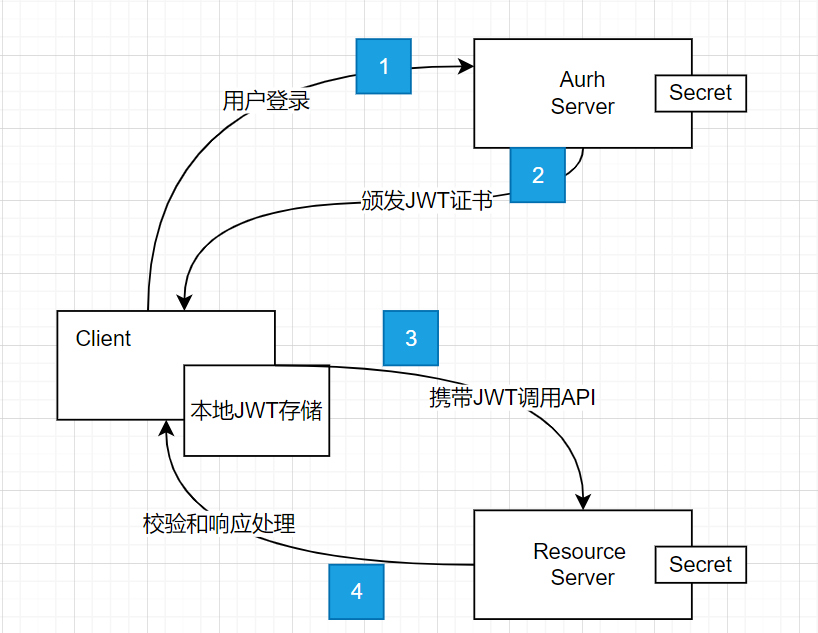 1
Aurh
Server
Secret
用户登录
2
颁发JWT证书
Client
3
本地JWT存储
携带JWT调用API
校验和响应处理
Resource
Server
Secret
4